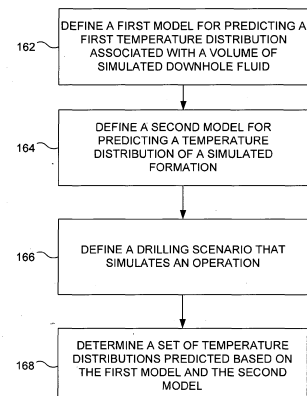 162
DEFINE A FIRST MODEL FOR PREDICTING A
FIRST TEMPERATURE DISTRIBUTION
ASSOCIATED WITH A VOLUME OF
SIMULATED DOWNHOLE FLUID
164
DEFINE A SECOND MODEL FOR
PREDICTING A TEMPERATURE
DISTRIBUTION OF A SIMULATED
FORMATION
166
DEFINE A DRILLING SCENARIO THAT
SIMULATES AN OPERATION
168
DETERMINE A SET OF TEMPERATURE
DISTRIBUTIONS PREDICTED BASED ON
THE FIRST MODEL AND THE SECOND
MODEL